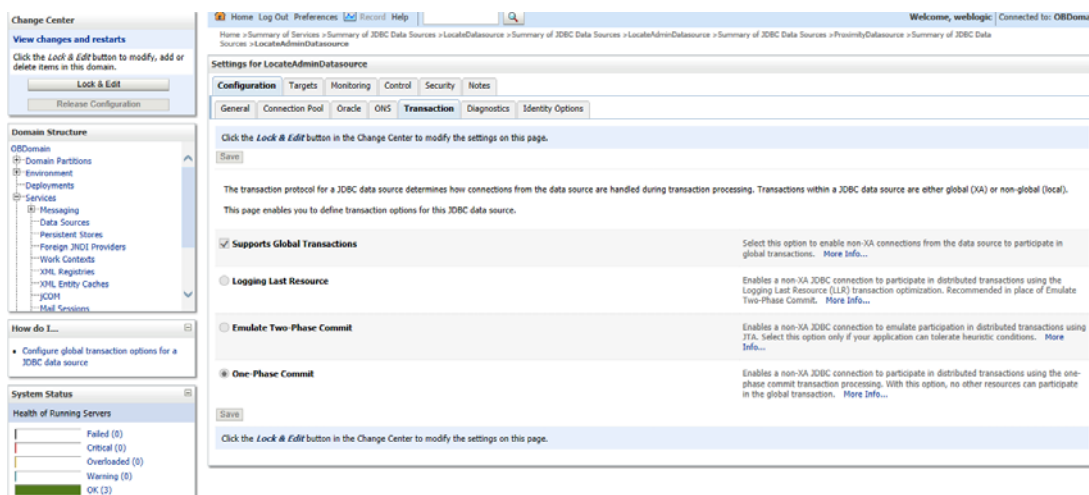 Change Center
View changes and restarts
Click the Lock & Edit button to modify, add or
delete items in this domain.
Lock & Edit
Release Configuration
Domain Structure
OBDomain
Domain Partitions
Environment
Deployments
Services
Messaging
Data Sources
Persistent Stores
Foreign JNDI Providers
Work Contexts
XML Registries
XML Entity Caches
jCOM
Mail Sessions
How do I...
Configure global transaction options for a
JDBC data source
System Status
Health of Running Servers
Failed (0)
Critical (0)
Overloaded (0)
Warning (0)
OK (3)
Home Log Out Preferences Record Help
Welcome, weblogic Connected to: OBDoma
Home >Summary of Services >Summary of JDBC Data Sources >LocateDatasource >Summary of JDBC Data Sources >LocateAdminDatasource >Summary of JDBC Data Sources >ProximityDatasource >Summary of JDBC Data
Sources >LocateAdminDatasource
Settings for LocateAdminDatasource
Configuration Targets Monitoring Control Security Notes
General Connection Pool Oracle ONS Transaction Diagnostics Identity Options
Click the Lock & Edit button in the Change Center to modify the settings on this page.
Save
The transaction protocol for a JDBC data source determines how connections from the data source are handled during transaction processing. Transactions within a JDBC data source are either global (XA) or non-global (local).
This page enables you to define transaction options for this JDBC data source.
Supports Global Transactions
Select this option to enable non-XA connections from the data source to participate in
global transactions. More Info...
Logging Last Resource
Enables a non-XA JDBC connection to participate in distributed transactions using the
Logging Last Resource (LLR) transaction optimization. Recommended in place of Emulate
Two-Phase Commit. More Info...
Emulate Two-Phase Commit
Enables a non-XA JDBC connection to emulate participation in distributed transactions using
JTA. Select this option only if your application can tolerate heuristic conditions. More
Info...
One-Phase Commit
Enables a non-XA JDBC connection to participate in distributed transactions using the one-
phase commit transaction processing. With this option, no other resources can participate
in the global transaction. More Info...
Save
Click the Lock & Edit button in the Change Center to modify the settings on this page.